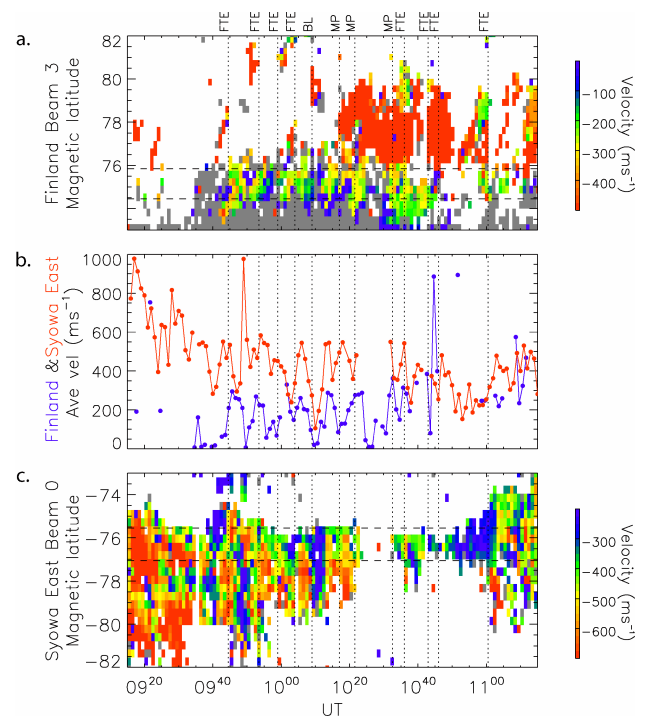 FTE FTE FTE FTE BL MP MP MP FTE FTE FTE FTE
a.
Finland Beam 3
Magnetic latitude
82
80
78
76
Velocity (ms⁻¹)
−100
−200
−300
−400
b.
Finland & Syowa East
Ave vel (ms⁻¹)
1000
800
600
400
200
0
c.
Syowa East Beam 0
Magnetic latitude
−74
−76
−78
−80
−82
Velocity (ms⁻¹)
−300
−400
−500
−600
09²⁰ 09⁴⁰ 10⁰⁰ 10²⁰ 10⁴⁰ 11⁰⁰
UT